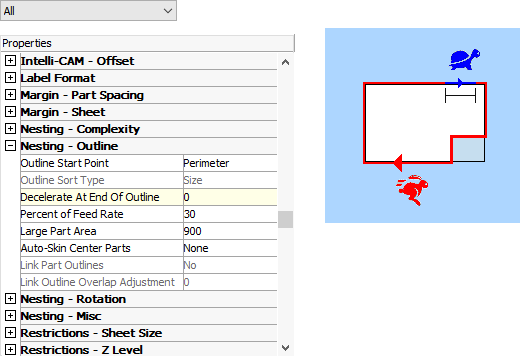 All
Properties
Intelli-CAM - Offset
Label Format
Margin - Part Spacing
Margin - Sheet
Nesting - Complexity
Nesting - Outline
Outline Start Point Perimeter
Outline Sort Type Size
Decelerate At End Of Outline 0
Percent of Feed Rate 30
Large Part Area 900
Auto-Skin Center Parts None
Link Part Outlines No
Link Outline Overlap Adjustment 0
Nesting - Rotation
Nesting - Misc
Restrictions - Sheet Size
Restrictions - Z Level